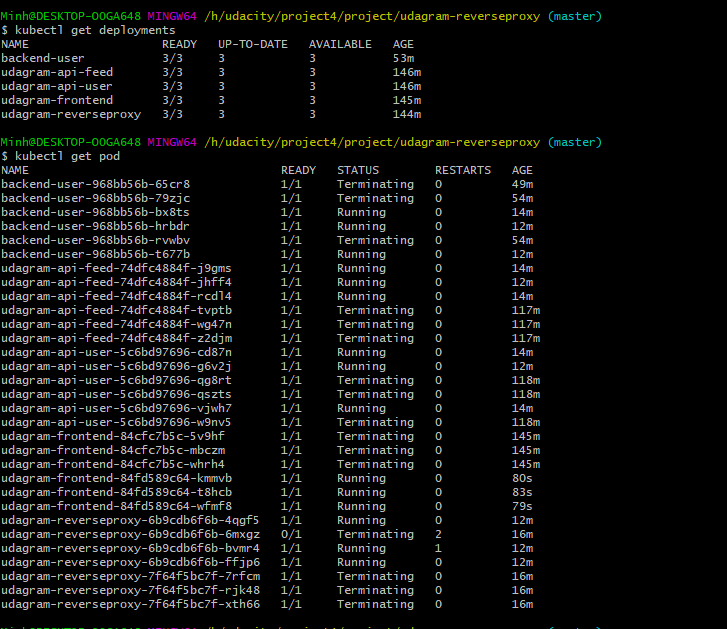 Minh@DESKTOP-OOGA648 MINGW64 /h/udacity/project4/project/udagram-reverseproxy (master)
$ kubectl get deployments
NAME READY UP-TO-DATE AVAILABLE AGE
backend-user 3/3 3 3 53m
udagram-api-feed 3/3 3 3 146m
udagram-api-user 3/3 3 3 146m
udagram-frontend 3/3 3 3 145m
udagram-reverseproxy 3/3 3 3 144m
Minh@DESKTOP-OOGA648 MINGW64 /h/udacity/project4/project/udagram-reverseproxy (master)
$ kubectl get pod
NAME READY STATUS RESTARTS AGE
backend-user-968bb56b-65cr8 1/1 Terminating 0 49m
backend-user-968bb56b-79zjc 1/1 Terminating 0 54m
backend-user-968bb56b-bx8ts 1/1 Running 0 14m
backend-user-968bb56b-hrbdr 1/1 Running 0 12m
backend-user-968bb56b-rvwbv 1/1 Terminating 0 54m
backend-user-968bb56b-t677b 1/1 Running 0 12m
udagram-api-feed-74dfc4884f-j9gms 1/1 Running 0 14m
udagram-api-feed-74dfc4884f-jhff4 1/1 Running 0 12m
udagram-api-feed-74dfc4884f-rcdl4 1/1 Running 0 14m
udagram-api-feed-74dfc4884f-tvptb 1/1 Terminating 0 117m
udagram-api-feed-74dfc4884f-wg47n 1/1 Terminating 0 117m
udagram-api-feed-74dfc4884f-z2djm 1/1 Terminating 0 117m
udagram-api-user-5c6bd97696-cd87n 1/1 Running 0 14m
udagram-api-user-5c6bd97696-g6v2j 1/1 Running 0 12m
udagram-api-user-5c6bd97696-qg8rt 1/1 Terminating 0 118m
udagram-api-user-5c6bd97696-qszts 1/1 Terminating 0 118m
udagram-api-user-5c6bd97696-vjwh7 1/1 Running 0 14m
udagram-api-user-5c6bd97696-w9nv5 1/1 Terminating 0 118m
udagram-frontend-84cfc7b5c-5v9hf 1/1 Terminating 0 145m
udagram-frontend-84cfc7b5c-mbczm 1/1 Terminating 0 145m
udagram-frontend-84cfc7b5c-whrh4 1/1 Terminating 0 145m
udagram-frontend-84fd589c64-kmmvb 1/1 Running 0 80s
udagram-frontend-84fd589c64-t8hcb 1/1 Running 0 83s
udagram-frontend-84fd589c64-wfmf8 1/1 Running 0 79s
udagram-reverseproxy-6b9cdb6f6b-4qgf5 1/1 Running 0 12m
udagram-reverseproxy-6b9cdb6f6b-6mxgz 0/1 Terminating 2 16m
udagram-reverseproxy-6b9cdb6f6b-bvmr4 1/1 Running 1 12m
udagram-reverseproxy-6b9cdb6f6b-ffjp6 1/1 Running 0 12m
udagram-reverseproxy-7f64f5bc7f-7rfcm 1/1 Terminating 0 16m
udagram-reverseproxy-7f64f5bc7f-rjk48 1/1 Terminating 0 16m
udagram-reverseproxy-7f64f5bc7f-xth66 1/1 Terminating 0 16m